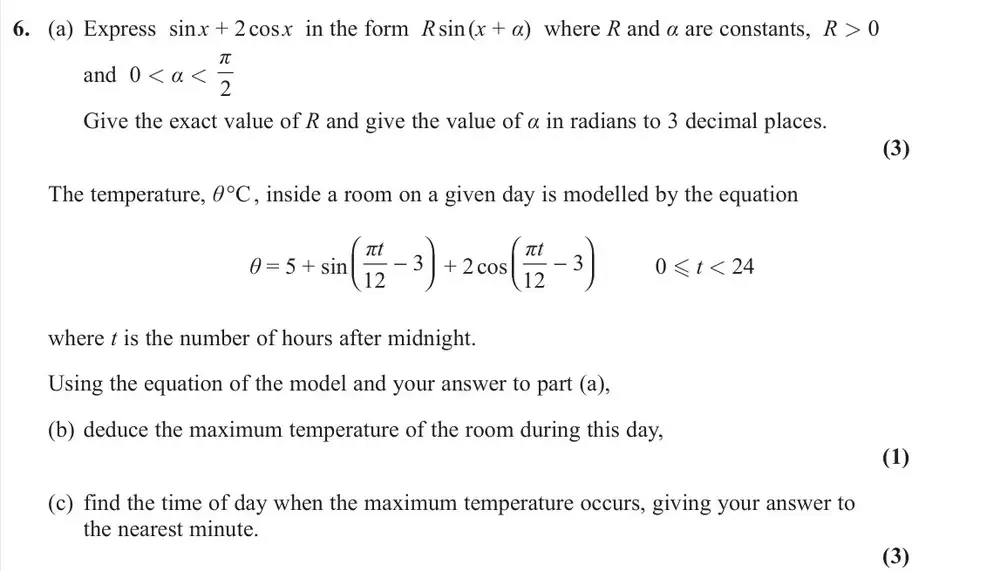 6. (a) Express sin x + 2 cos x in the form R sin (x + α) where R and α are constants, R > 0
and 0 < α < π/2
Give the exact value of R and give the value of α in radians to 3 decimal places.
(3)
The temperature, θ°C, inside a room on a given day is modelled by the equation
θ = 5 + sin(πt/12 − 3) + 2 cos(πt/12 − 3) 0 ⩽ t < 24
where t is the number of hours after midnight.
Using the equation of the model and your answer to part (a),
(b) deduce the maximum temperature of the room during this day,
(1)
(c) find the time of day when the maximum temperature occurs, giving your answer to
the nearest minute.
(3)